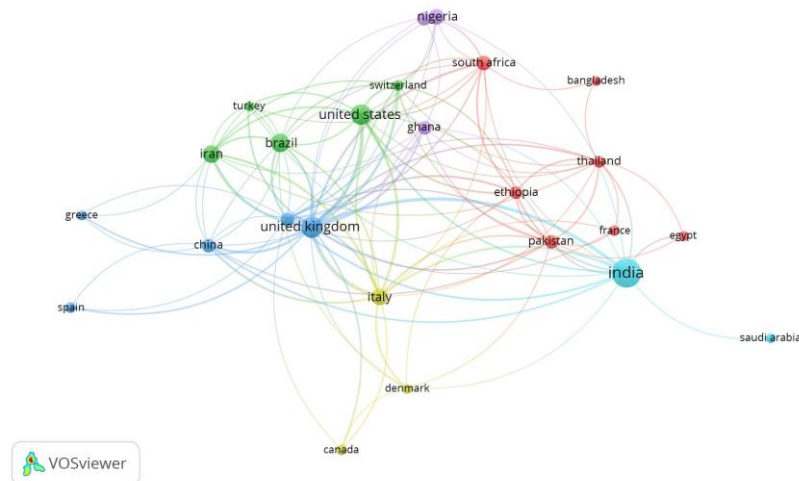 nigeria
south africa
bangladesh
switzerland
turkey
united states
ghana
brazil
iran
thailand
ethiopia
greece
united kingdom
france
egypt
china
pakistan
india
italy
spain
saudi arabia
denmark
canada
VOSviewer